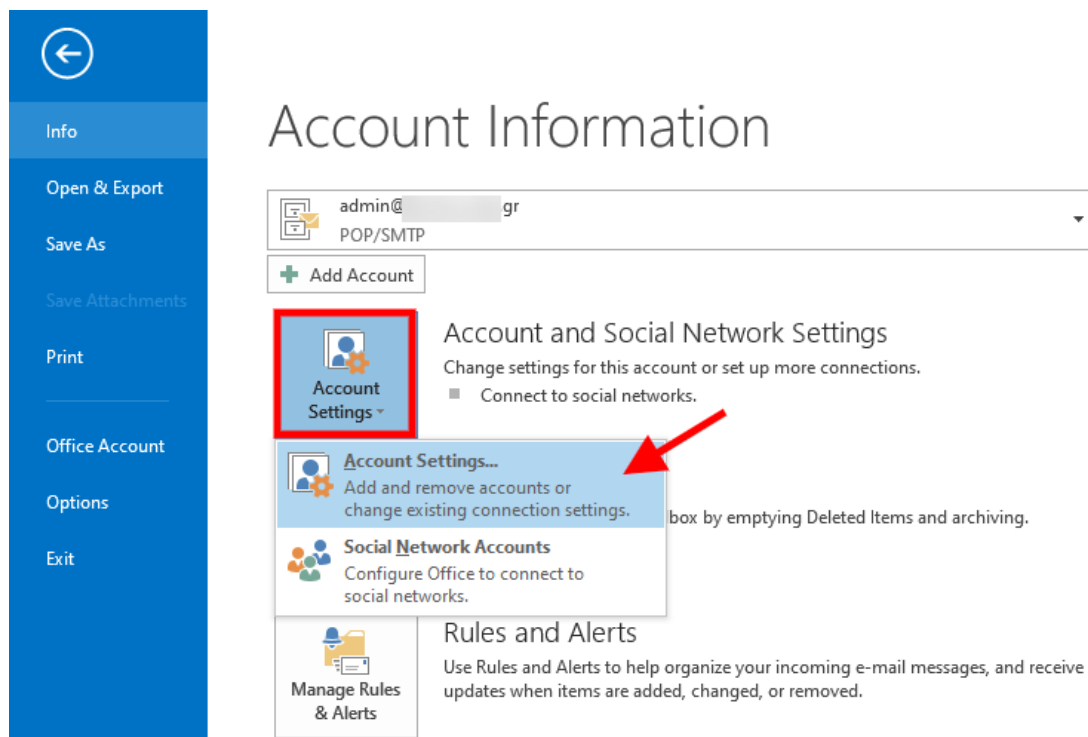 Info
Open & Export
Save As
Save Attachments
Print
Office Account
Options
Exit
Account Information
admin@ gr
POP/SMTP
Add Account
Account
Settings
Account and Social Network Settings
Change settings for this account or set up more connections.
Connect to social networks.
Account Settings...
Add and remove accounts or
change existing connection settings.
box by emptying Deleted Items and archiving.
Social Network Accounts
Configure Office to connect to
social networks.
Manage Rules
& Alerts
Rules and Alerts
Use Rules and Alerts to help organize your incoming e-mail messages, and receive
updates when items are added, changed, or removed.